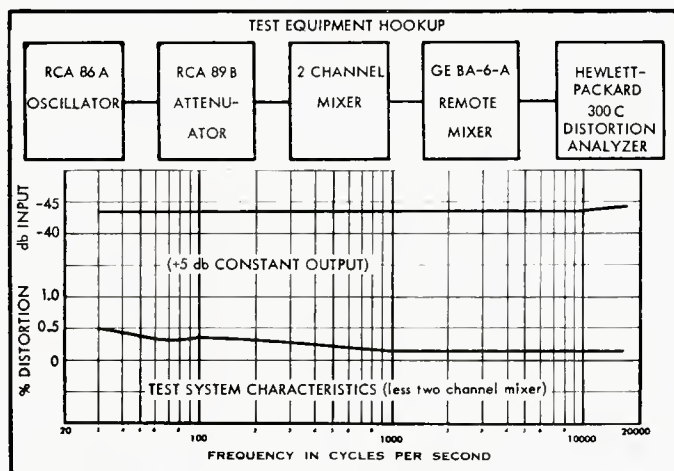 TEST EQUIPMENT HOOKUP
RCA 86 A
OSCILLATOR
RCA 89 B
ATTENU-
ATOR
2 CHANNEL
MIXER
GE BA-6-A
REMOTE
MIXER
HEWLETT-
PACKARD
300 C
DISTORTION
ANALYZER
db INPUT
-45
-40
(+5 db CONSTANT OUTPUT)
% DISTORTION
1.0
0.5
0
TEST SYSTEM CHARACTERISTICS (less two channel mixer)
20 100 1000 10000 20000
FREQUENCY IN CYCLES PER SECOND